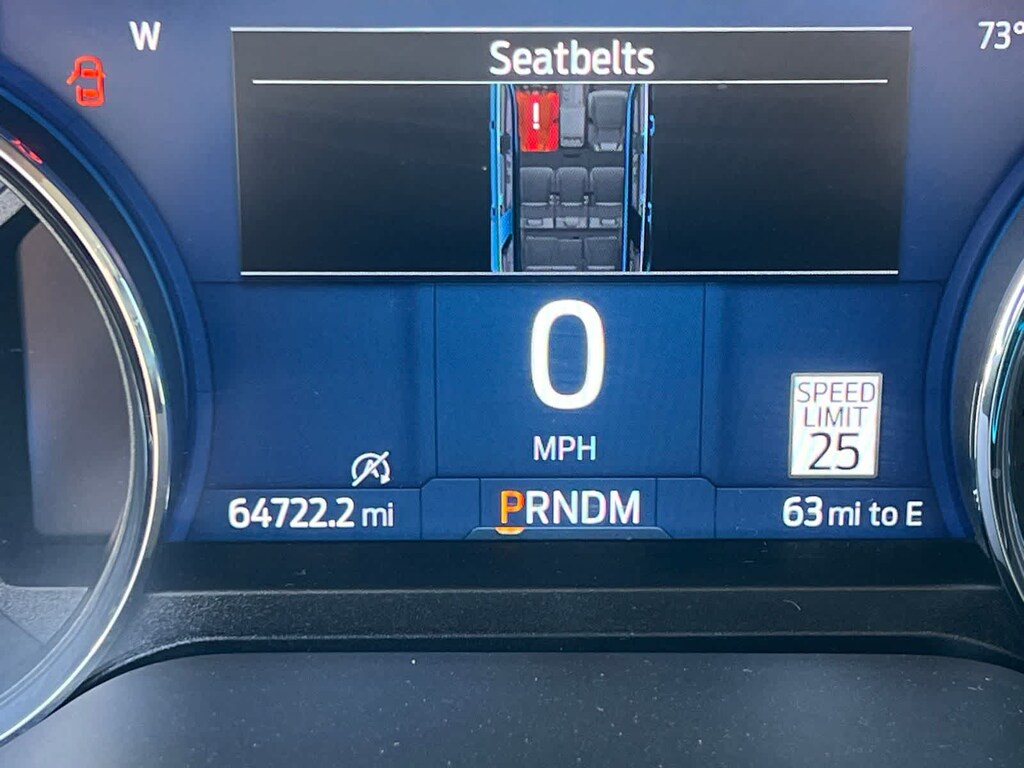 W
73°
Seatbelts
!
0
MPH
SPEED
LIMIT
25
64722.2 mi
PRNDM
63 mi to E